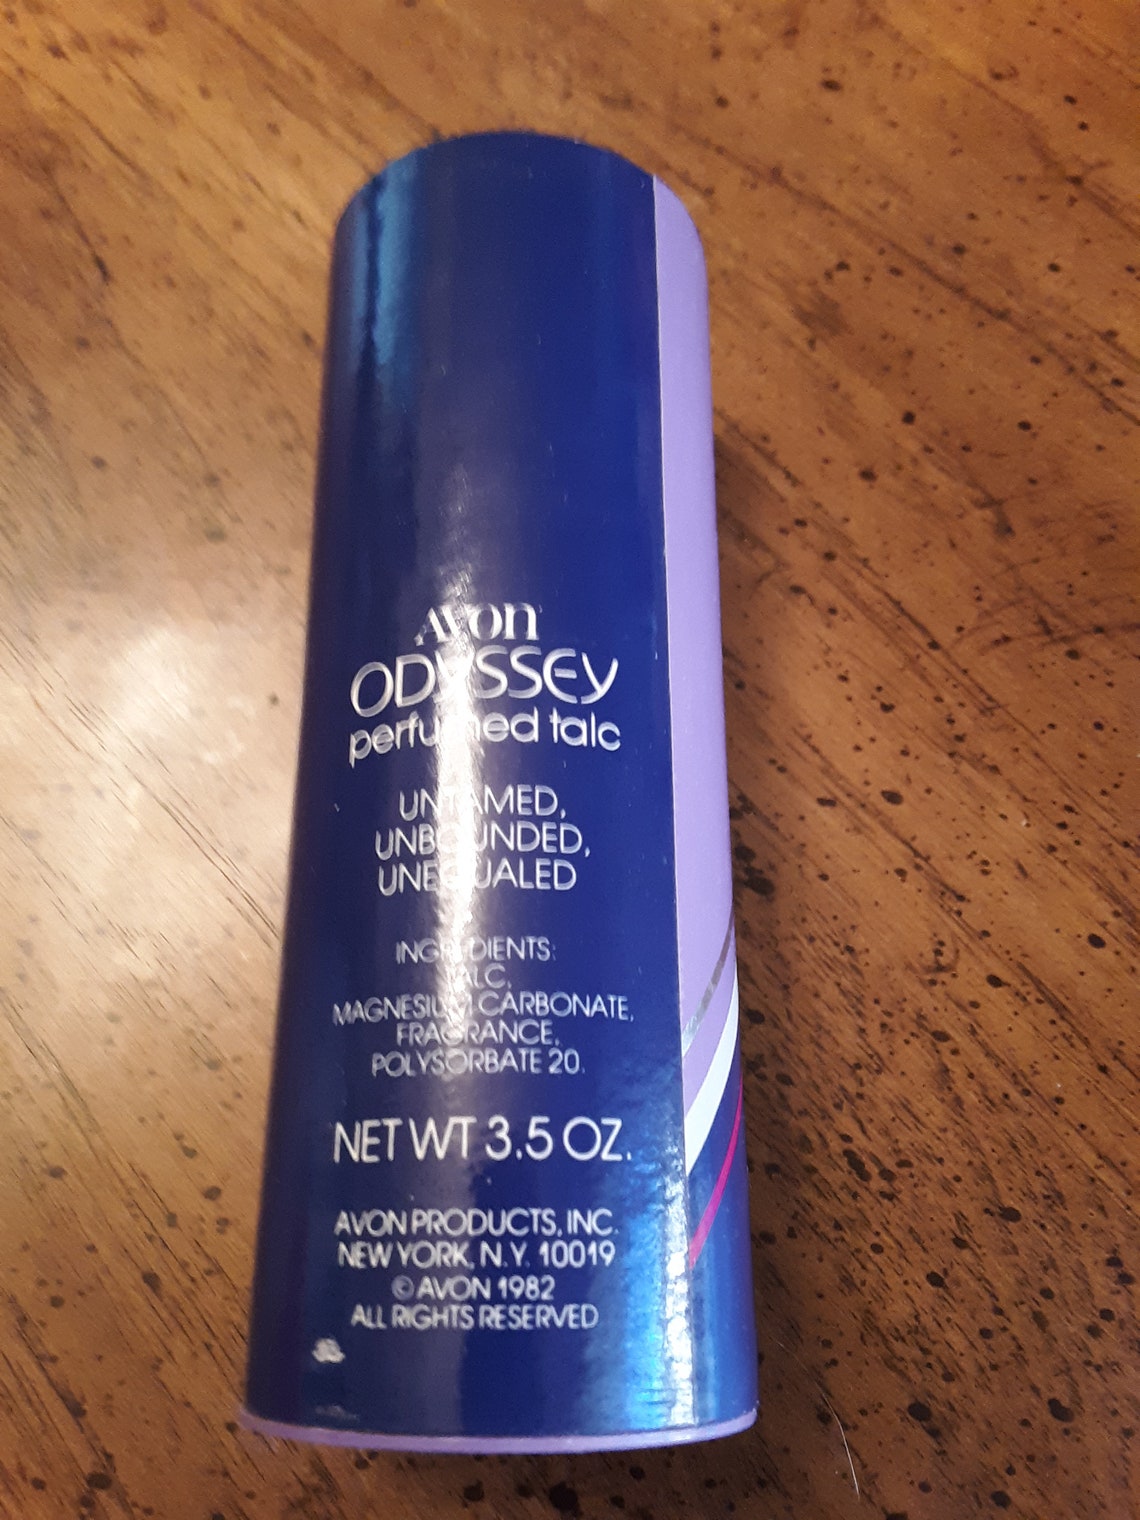 AVON
ODYSSEY
perfumed talc
UNTAMED,
UNBOUNDED,
UNEQUALED
INGREDIENTS:
TALC,
MAGNESIUM CARBONATE,
FRAGRANCE,
POLYSORBATE 20.
NET WT 3.5 OZ.
AVON PRODUCTS, INC.
NEW YORK, N.Y. 10019
© AVON 1982
ALL RIGHTS RESERVED